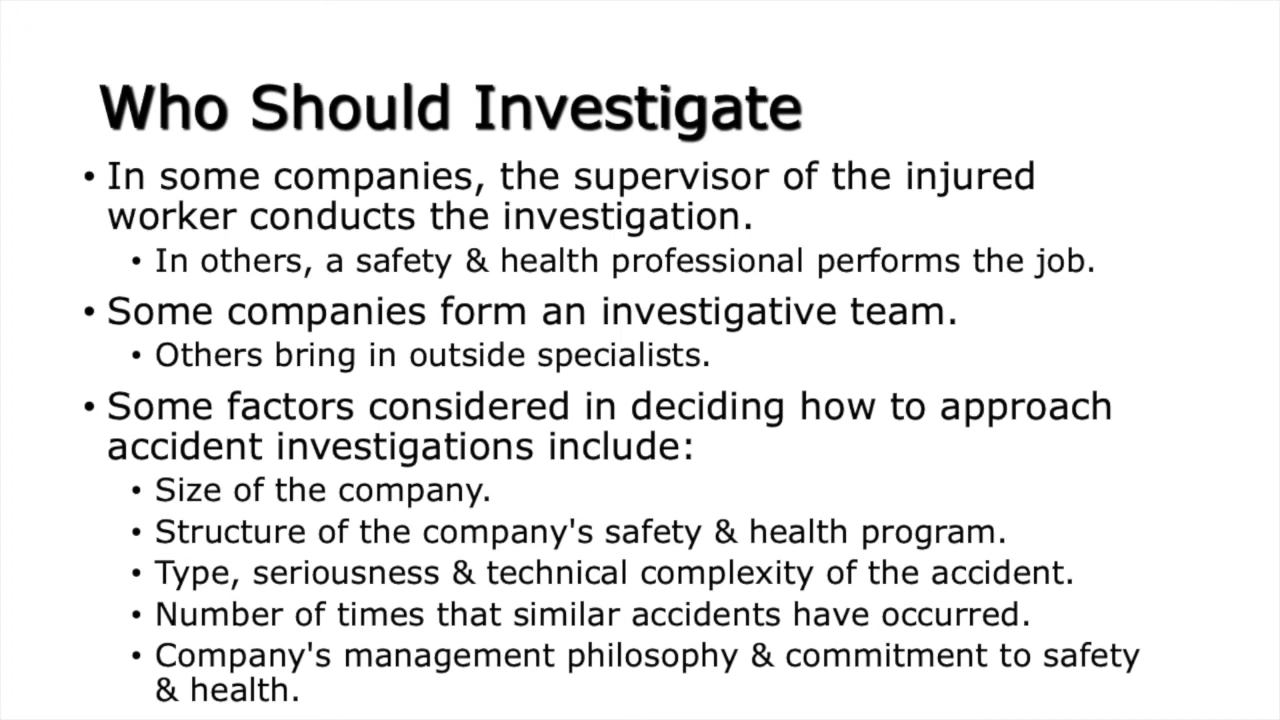 Who Should Investigate
• In some companies, the supervisor of the injured
worker conducts the investigation.
• In others, a safety & health professional performs the job.
• Some companies form an investigative team.
• Others bring in outside specialists.
• Some factors considered in deciding how to approach
accident investigations include:
• Size of the company.
• Structure of the company's safety & health program.
• Type, seriousness & technical complexity of the accident.
• Number of times that similar accidents have occurred.
• Company's management philosophy & commitment to safety
& health.